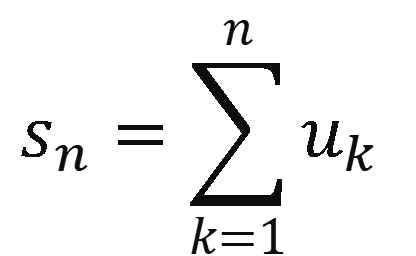 n
s_n = ∑ u_k
k=1